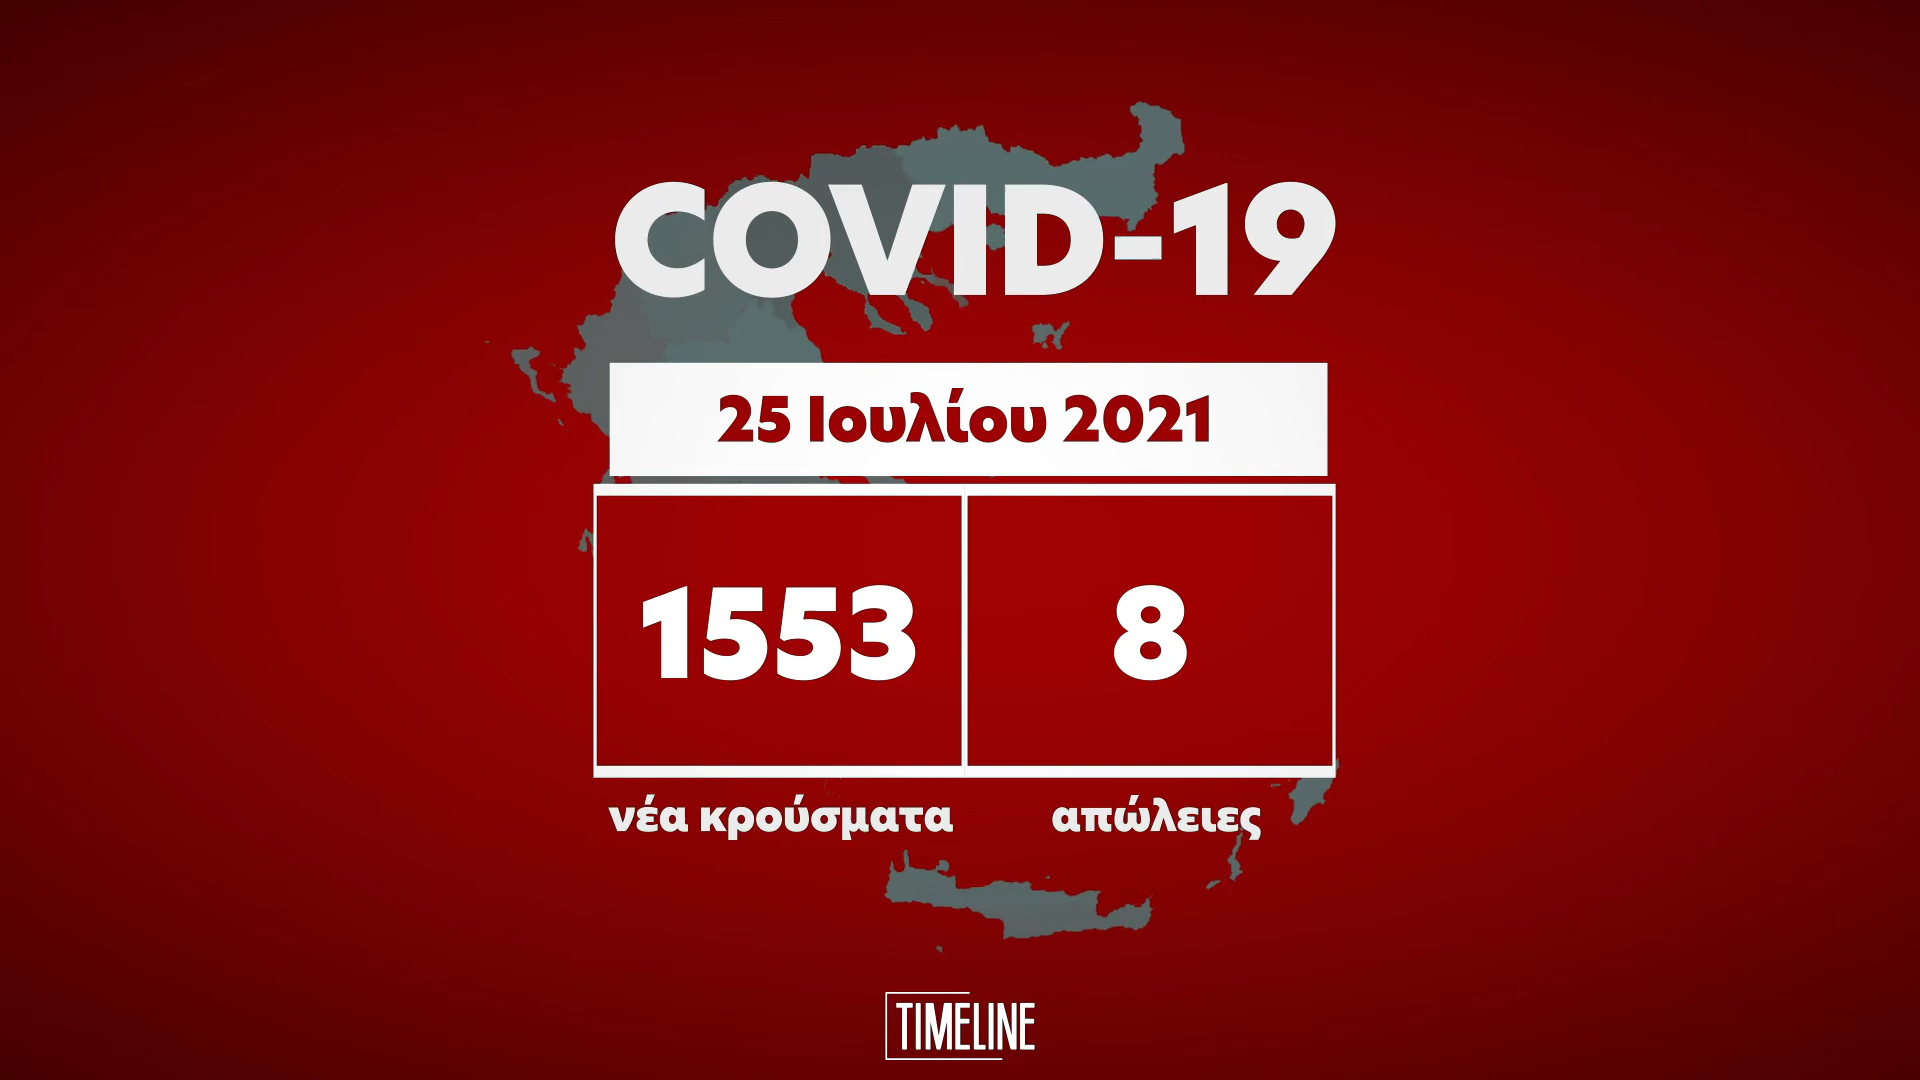 COVID-19
25 Ιουλίου 2021
1553
8
νέα κρούσματα
απώλειες
TIMELINE